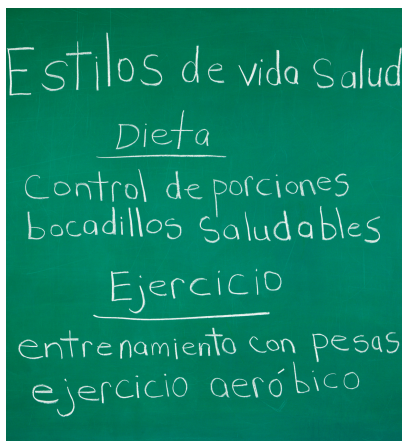 Estilos de vida Salud
Dieta
Control de porciones
bocadillos Saludables
Ejercicio
entrenamiento con pesas
ejercicio aeróbico